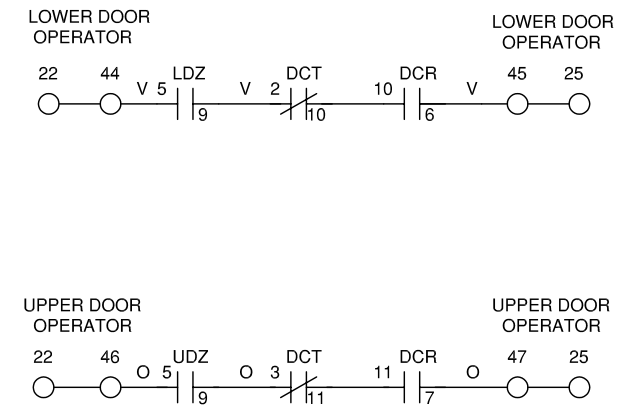 LOWER DOOR
OPERATOR
LOWER DOOR
OPERATOR
22 44 LDZ DCT DCR 45 25
V 5 V 2 10 V
9 10 6
UPPER DOOR
OPERATOR
UPPER DOOR
OPERATOR
22 46 UDZ DCT DCR 47 25
O 5 O 3 11 O
9 11 7